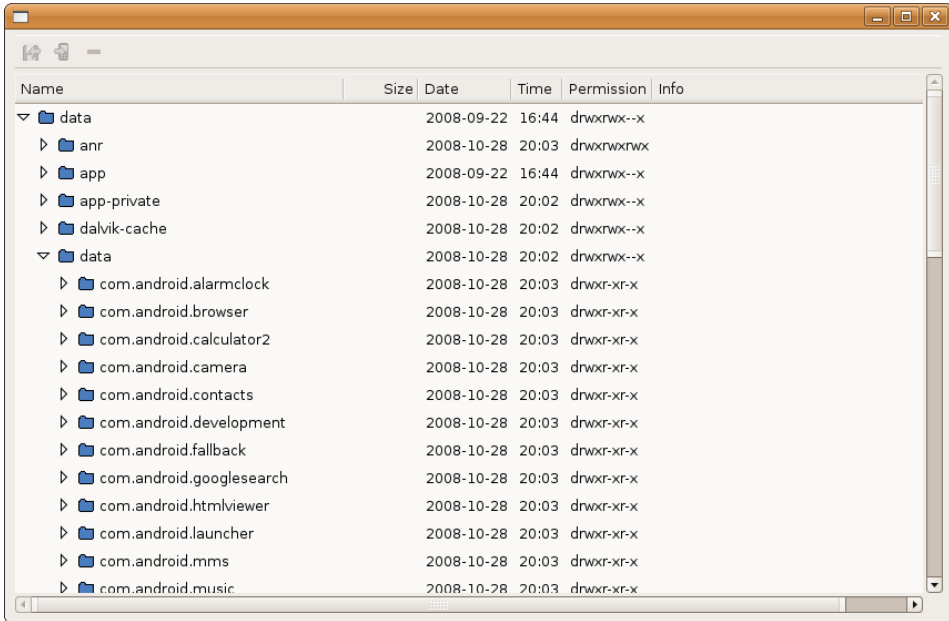 Name Size Date Time Permission Info
data 2008-09-22 16:44 drwxrwx--x
anr 2008-10-28 20:03 drwxrwxrwx
app 2008-09-22 16:44 drwxrwx--x
app-private 2008-10-28 20:02 drwxrwx--x
dalvik-cache 2008-10-28 20:02 drwxrwx--x
data 2008-10-28 20:02 drwxrwx--x
com.android.alarmclock 2008-10-28 20:03 drwxr-xr-x
com.android.browser 2008-10-28 20:03 drwxr-xr-x
com.android.calculator2 2008-10-28 20:03 drwxr-xr-x
com.android.camera 2008-10-28 20:03 drwxr-xr-x
com.android.contacts 2008-10-28 20:03 drwxr-xr-x
com.android.development 2008-10-28 20:03 drwxr-xr-x
com.android.fallback 2008-10-28 20:03 drwxr-xr-x
com.android.googlesearch 2008-10-28 20:03 drwxr-xr-x
com.android.htmlviewer 2008-10-28 20:03 drwxr-xr-x
com.android.launcher 2008-10-28 20:03 drwxr-xr-x
com.android.mms 2008-10-28 20:03 drwxr-xr-x
com.android.music 2008-10-28 20:03 drwxr-xr-x